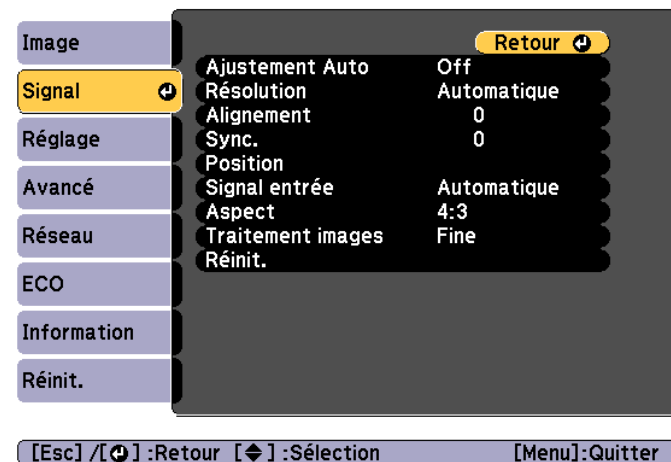 Image
Signal
Réglage
Avancé
Réseau
ECO
Information
Réinit.
Retour
Ajustement Auto Off
Résolution Automatique
Alignement 0
Sync. 0
Position
Signal entrée Automatique
Aspect 4:3
Traitement images Fine
Réinit.
[Esc] /[⏎] :Retour [◆] :Sélection [Menu]:Quitter